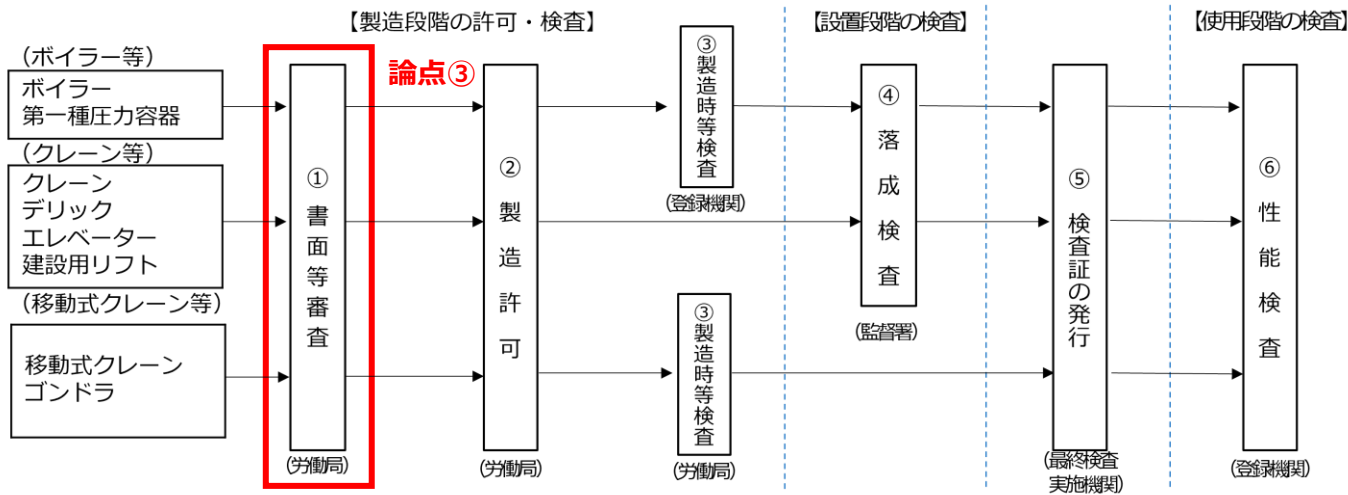 【製造段階の許可・検査】
【設置段階の検査】
【使用段階の検査】
(ボイラー等)
ボイラー
第一種圧力容器
(クレーン等)
クレーン
デリック
エレベーター
建設用リフト
(移動式クレーン等)
移動式クレーン
ゴンドラ
論点③
①書面等審査
(労働局)
②製造許可
(労働局)
③製造時等検査
(登録機関)
③製造時等検査
(労働局)
④落成検査
(監督署)
⑤検査証の発行
(最終検査
実施機関)
⑥性能検査
(登録機関)